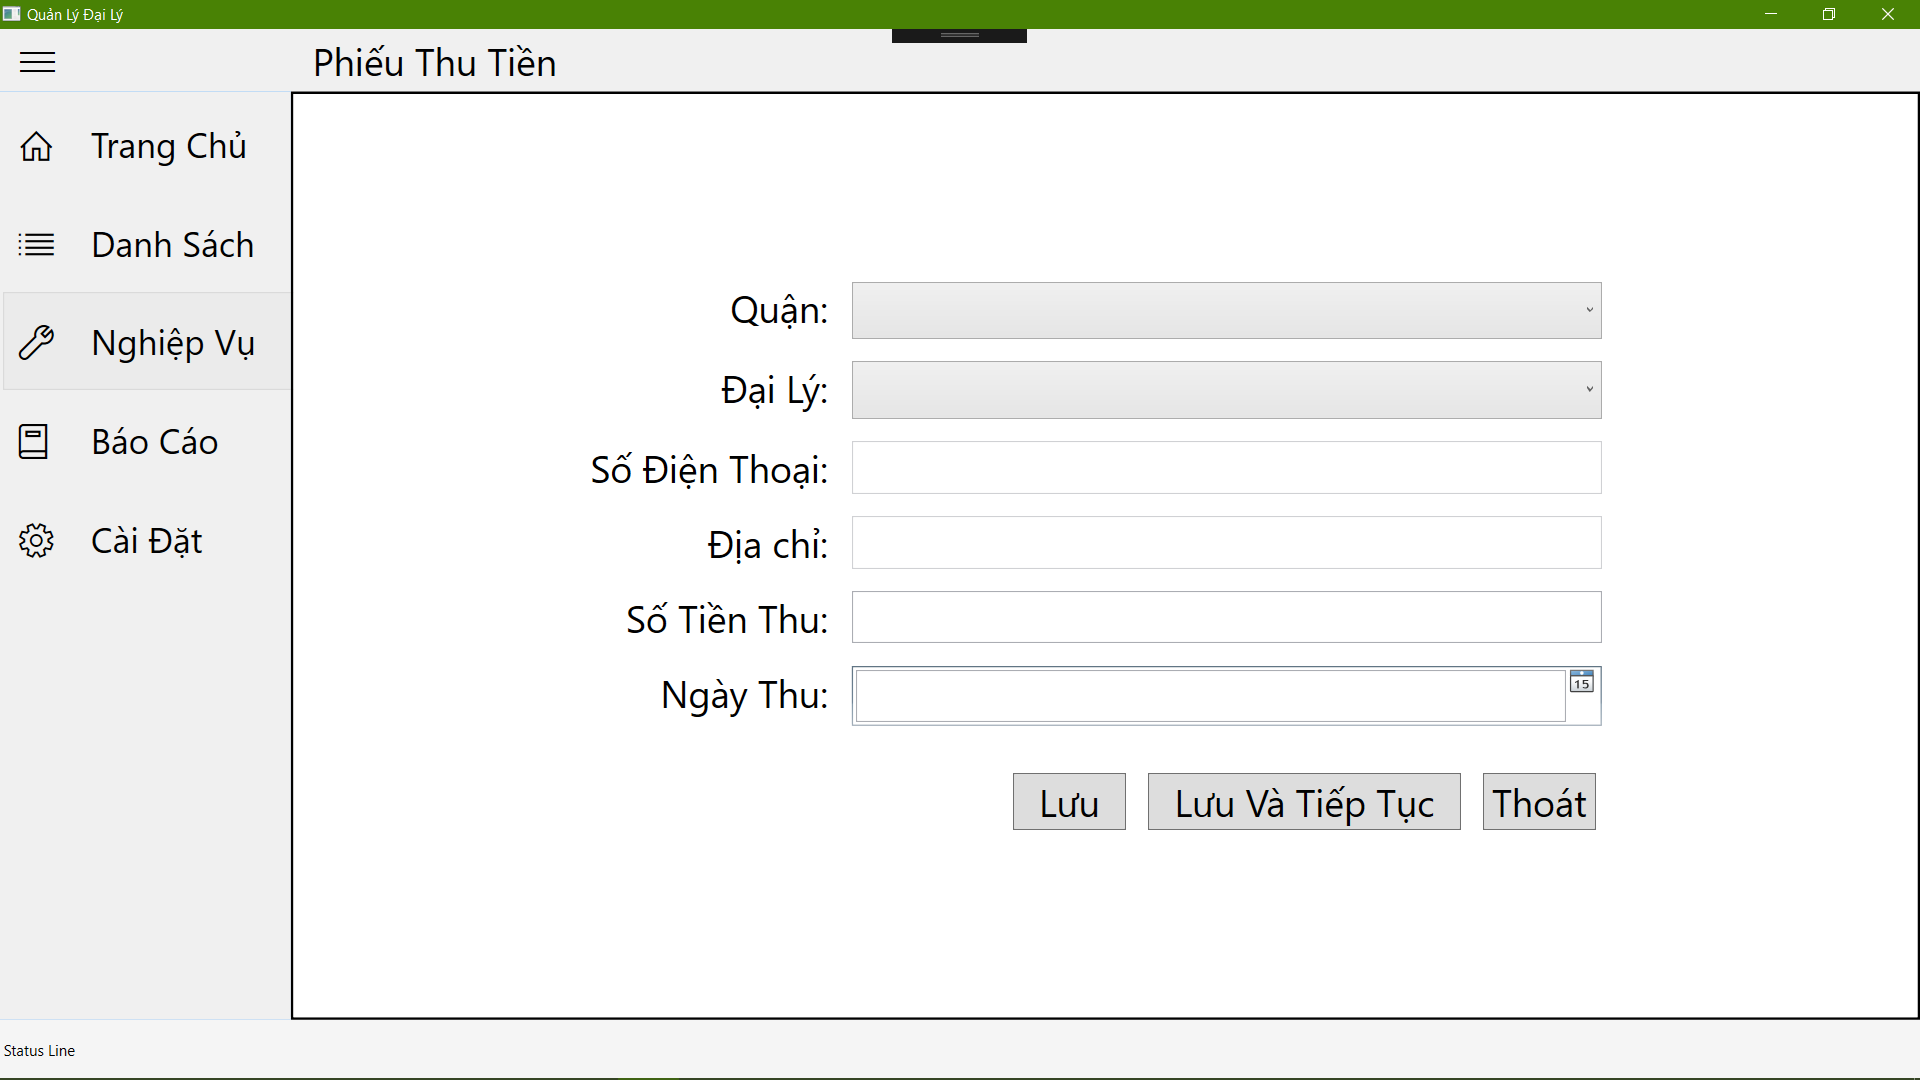 Quản Lý Đại Lý
Phiếu Thu Tiền
Trang Chủ
Danh Sách
Nghiệp Vụ
Báo Cáo
Cài Đặt
Quận:
Đại Lý:
Số Điện Thoại:
Địa chỉ:
Số Tiền Thu:
Ngày Thu:
15
Lưu
Lưu Và Tiếp Tục
Thoát
Status Line